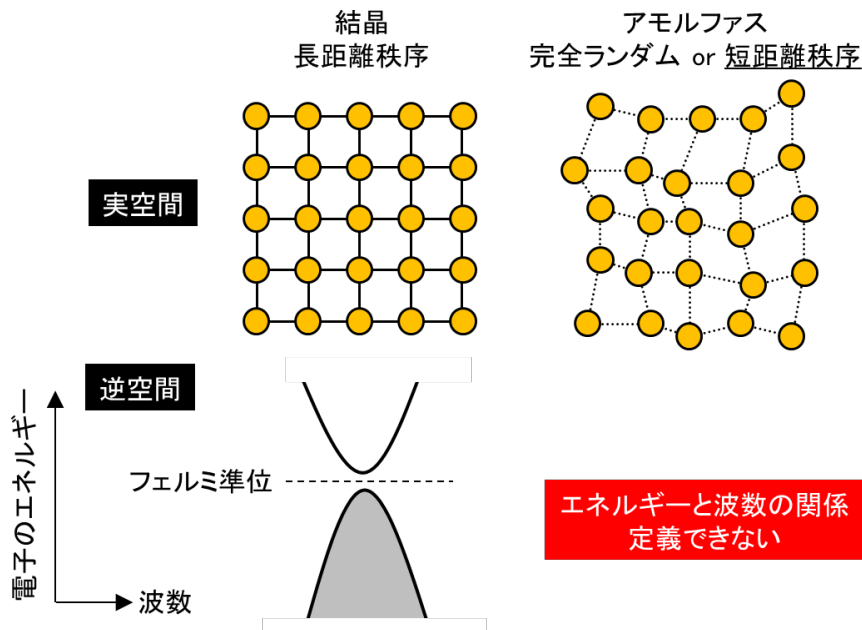 結晶
長距離秩序
アモルファス
完全ランダム or 短距離秩序
実空間
逆空間
電子のエネルギー
フェルミ準位
波数
エネルギーと波数の関係
定義できない